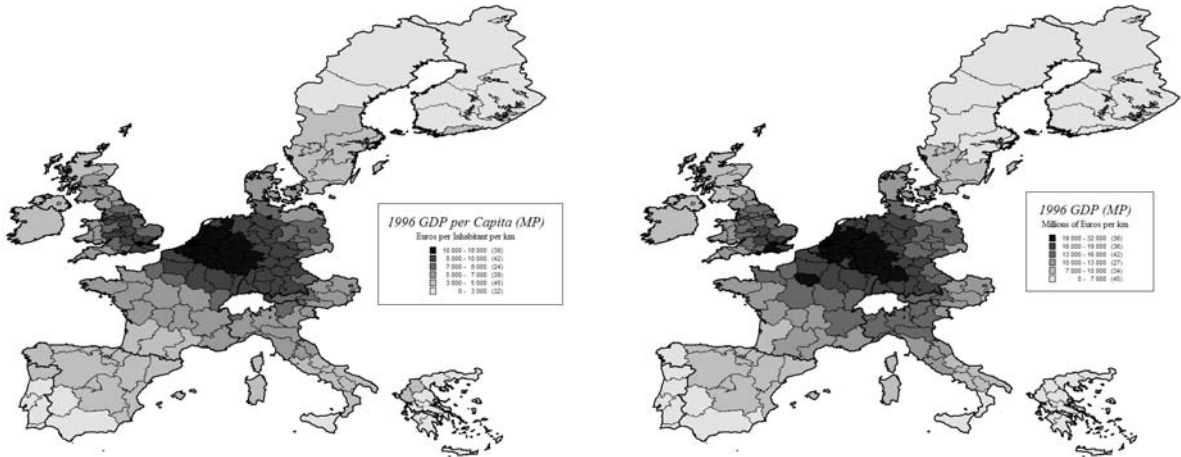 1996 GDP per Capita (MP)
Euros per Inhabitant per km
10 000 - 18 000 (38)
8 000 - 10 000 (42)
7 000 - 8 000 (24)
5 000 - 7 000 (39)
3 000 - 5 000 (45)
0 - 3 000 (32)
1996 GDP (MP)
Millions of Euros per km
19 000 - 32 000 (36)
16 000 - 19 000 (36)
13 000 - 16 000 (42)
10 000 - 13 000 (27)
7 000 - 10 000 (34)
0 - 7 000 (45)